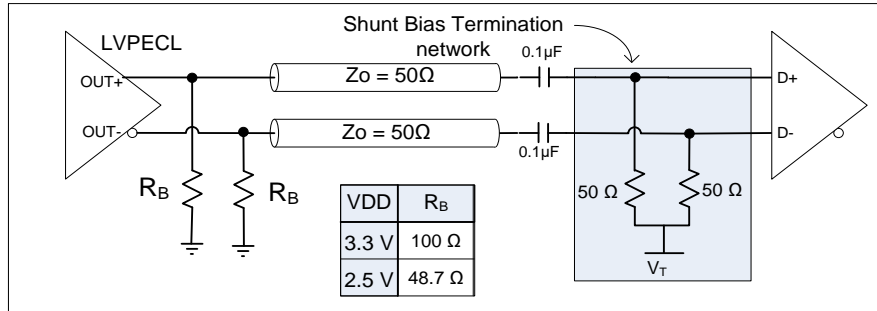 Shunt Bias Termination
network
LVPECL
0.1µF
OUT+
Zo = 50Ω
D+
OUT-
Zo = 50Ω
D-
0.1µF
RB
RB
50 Ω
50 Ω
VDD RB
3.3 V 100 Ω
2.5 V 48.7 Ω
VT